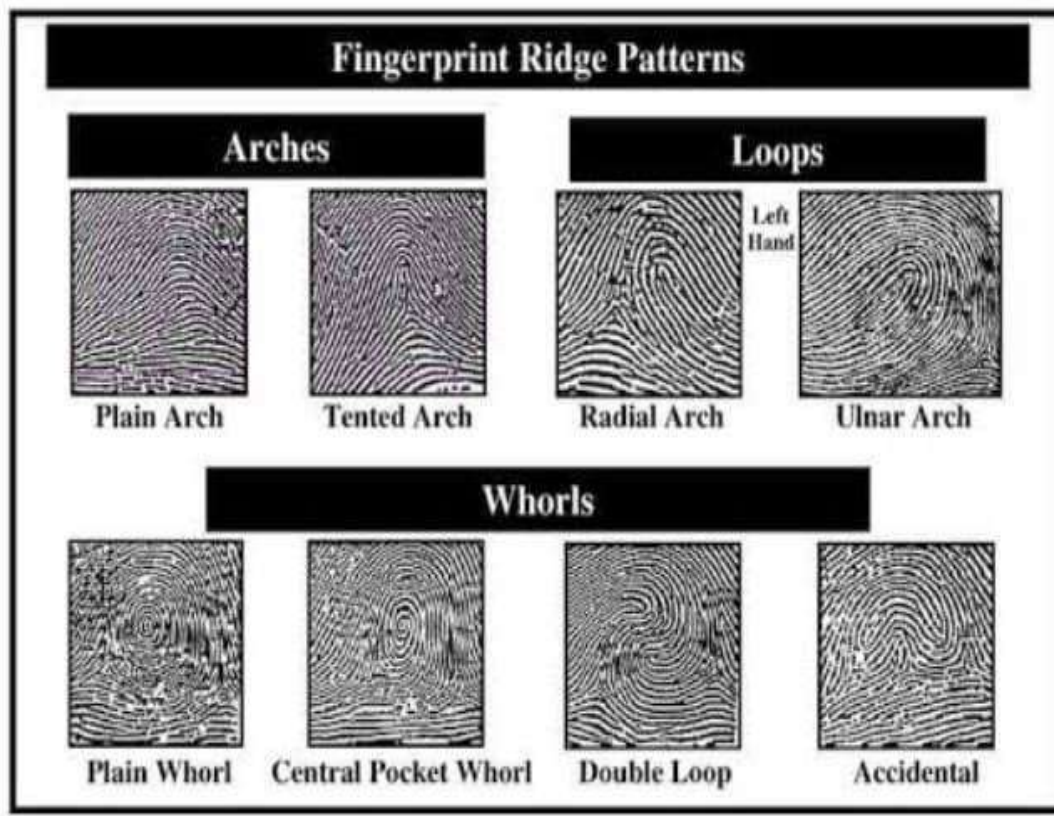 Fingerprint Ridge Patterns
Arches
Loops
Left
Hand
Plain Arch
Tented Arch
Radial Arch
Ulnar Arch
Whorls
Plain Whorl
Central Pocket Whorl
Double Loop
Accidental